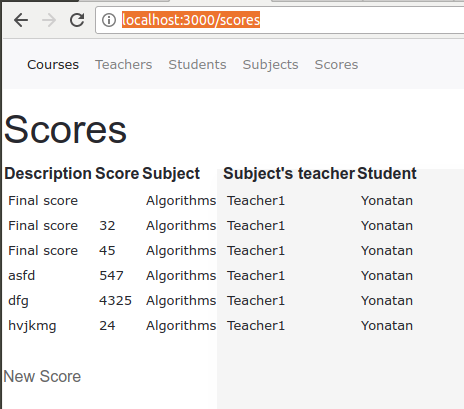 localhost:3000/scores
Courses Teachers Students Subjects Scores
Scores
Description Score Subject Subject's teacher Student
Final score Algorithms Teacher1 Yonatan
Final score 32 Algorithms Teacher1 Yonatan
Final score 45 Algorithms Teacher1 Yonatan
asfd 547 Algorithms Teacher1 Yonatan
dfg 4325 Algorithms Teacher1 Yonatan
hvjkmg 24 Algorithms Teacher1 Yonatan
New Score